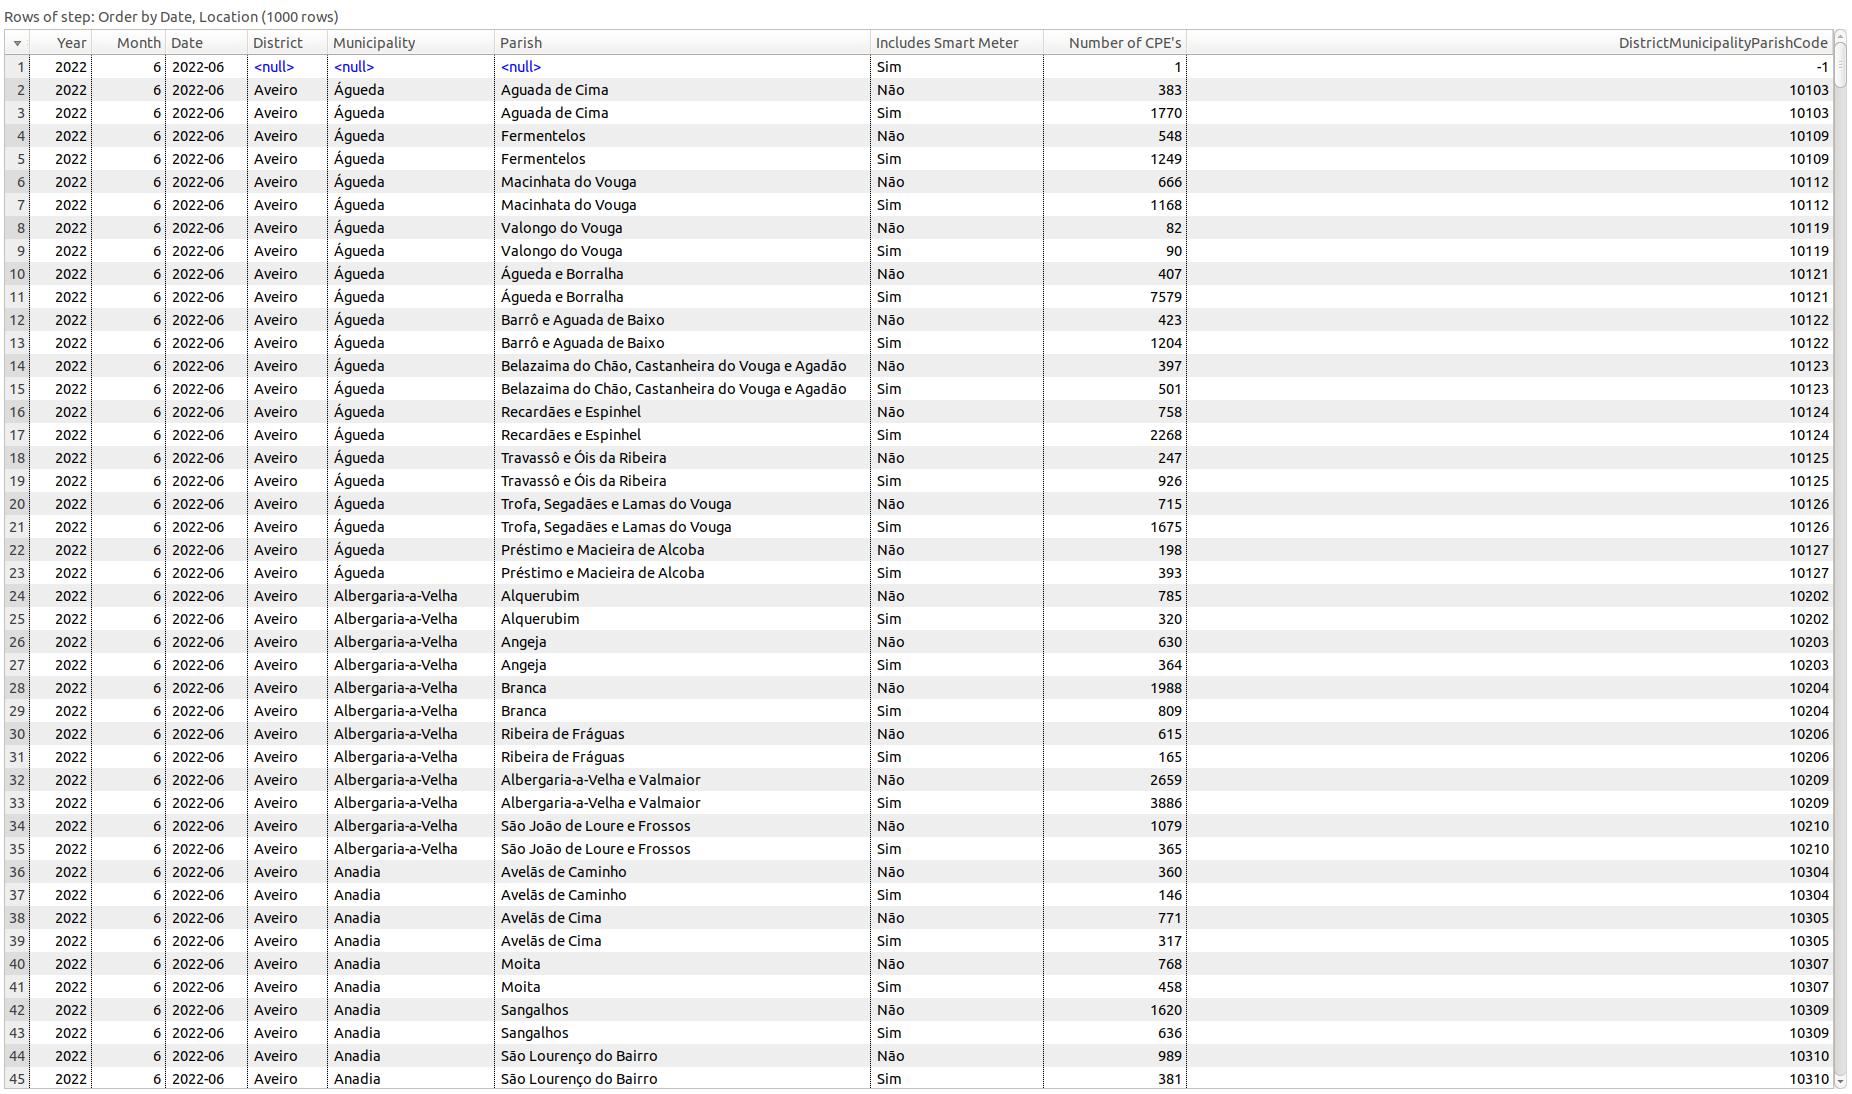 Rows of step: Order by Date, Location (1000 rows)
Year Month Date District Municipality Parish Includes Smart Meter Number of CPE's DistrictMunicipalityParishCode
1 2022 6 2022-06 <null> <null> <null> Sim 1 -1
2 2022 6 2022-06 Aveiro Águeda Aguada de Cima Não 383 10103
3 2022 6 2022-06 Aveiro Águeda Aguada de Cima Sim 1770 10103
4 2022 6 2022-06 Aveiro Águeda Fermentelos Não 548 10109
5 2022 6 2022-06 Aveiro Águeda Fermentelos Sim 1249 10109
6 2022 6 2022-06 Aveiro Águeda Macinhata do Vouga Não 666 10112
7 2022 6 2022-06 Aveiro Águeda Macinhata do Vouga Sim 1168 10112
8 2022 6 2022-06 Aveiro Águeda Valongo do Vouga Não 82 10119
9 2022 6 2022-06 Aveiro Águeda Valongo do Vouga Sim 90 10119
10 2022 6 2022-06 Aveiro Águeda Águeda e Borralha Não 407 10121
11 2022 6 2022-06 Aveiro Águeda Águeda e Borralha Sim 7579 10121
12 2022 6 2022-06 Aveiro Águeda Barrô e Aguada de Baixo Não 423 10122
13 2022 6 2022-06 Aveiro Águeda Barrô e Aguada de Baixo Sim 1204 10122
14 2022 6 2022-06 Aveiro Águeda Belazaima do Chão, Castanheira do Vouga e Agadão Não 397 10123
15 2022 6 2022-06 Aveiro Águeda Belazaima do Chão, Castanheira do Vouga e Agadão Sim 501 10123
16 2022 6 2022-06 Aveiro Águeda Recardães e Espinhel Não 758 10124
17 2022 6 2022-06 Aveiro Águeda Recardães e Espinhel Sim 2268 10124
18 2022 6 2022-06 Aveiro Águeda Travassô e Óis da Ribeira Não 247 10125
19 2022 6 2022-06 Aveiro Águeda Travassô e Óis da Ribeira Sim 926 10125
20 2022 6 2022-06 Aveiro Águeda Trofa, Segadães e Lamas do Vouga Não 715 10126
21 2022 6 2022-06 Aveiro Águeda Trofa, Segadães e Lamas do Vouga Sim 1675 10126
22 2022 6 2022-06 Aveiro Águeda Préstimo e Macieira de Alcoba Não 198 10127
23 2022 6 2022-06 Aveiro Águeda Préstimo e Macieira de Alcoba Sim 393 10127
24 2022 6 2022-06 Aveiro Albergaria-a-Velha Alquerubim Não 785 10202
25 2022 6 2022-06 Aveiro Albergaria-a-Velha Alquerubim Sim 320 10202
26 2022 6 2022-06 Aveiro Albergaria-a-Velha Angeja Não 630 10203
27 2022 6 2022-06 Aveiro Albergaria-a-Velha Angeja Sim 364 10203
28 2022 6 2022-06 Aveiro Albergaria-a-Velha Branca Não 1988 10204
29 2022 6 2022-06 Aveiro Albergaria-a-Velha Branca Sim 809 10204
30 2022 6 2022-06 Aveiro Albergaria-a-Velha Ribeira de Fráguas Não 615 10206
31 2022 6 2022-06 Aveiro Albergaria-a-Velha Ribeira de Fráguas Sim 165 10206
32 2022 6 2022-06 Aveiro Albergaria-a-Velha Albergaria-a-Velha e Valmaior Não 2659 10209
33 2022 6 2022-06 Aveiro Albergaria-a-Velha Albergaria-a-Velha e Valmaior Sim 3886 10209
34 2022 6 2022-06 Aveiro Albergaria-a-Velha São João de Loure e Frossos Não 1079 10210
35 2022 6 2022-06 Aveiro Albergaria-a-Velha São João de Loure e Frossos Sim 365 10210
36 2022 6 2022-06 Aveiro Anadia Avelãs de Caminho Não 360 10304
37 2022 6 2022-06 Aveiro Anadia Avelãs de Caminho Sim 146 10304
38 2022 6 2022-06 Aveiro Anadia Avelãs de Cima Não 771 10305
39 2022 6 2022-06 Aveiro Anadia Avelãs de Cima Sim 317 10305
40 2022 6 2022-06 Aveiro Anadia Moita Não 768 10307
41 2022 6 2022-06 Aveiro Anadia Moita Sim 458 10307
42 2022 6 2022-06 Aveiro Anadia Sangalhos Não 1620 10309
43 2022 6 2022-06 Aveiro Anadia Sangalhos Sim 636 10309
44 2022 6 2022-06 Aveiro Anadia São Lourenço do Bairro Não 989 10310
45 2022 6 2022-06 Aveiro Anadia São Lourenço do Bairro Sim 381 10310